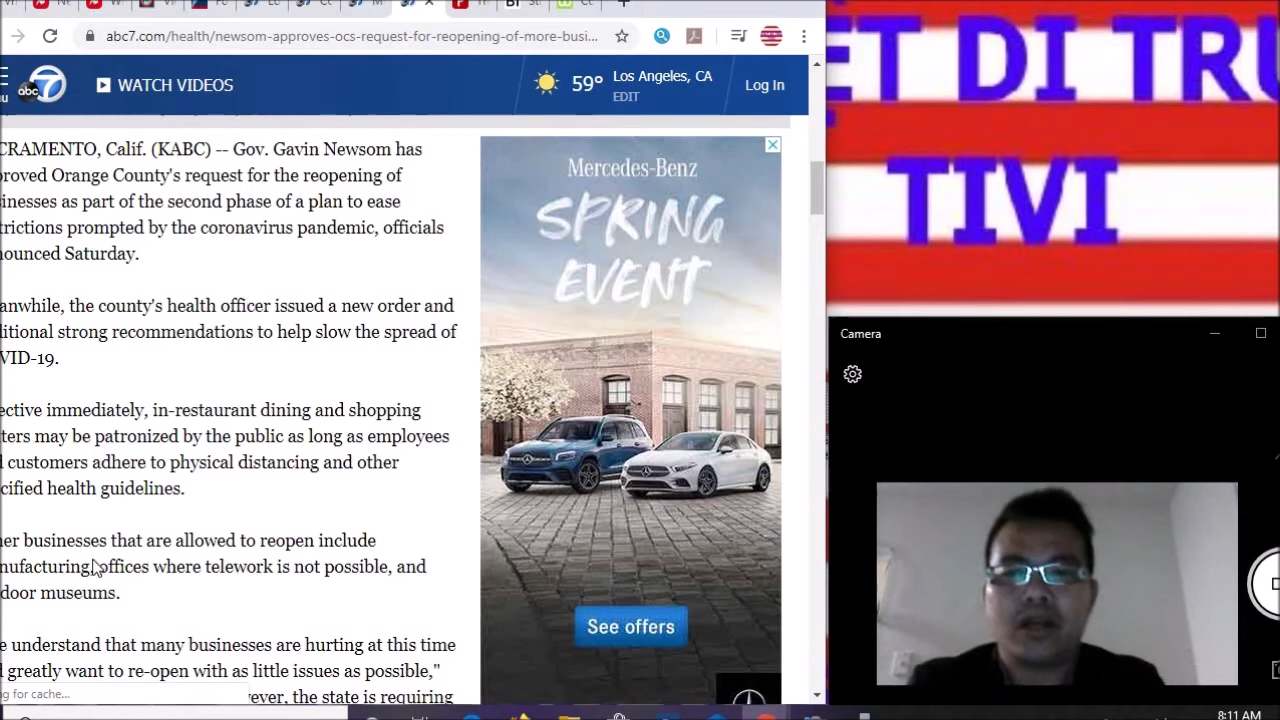 abc7.com/health/newsom-approves-ocs-request-for-reopening-of-more-busi...
abc
7
WATCH VIDEOS
59°
Los Angeles, CA
EDIT
Log In
CRAMENTO, Calif. (KABC) -- Gov. Gavin Newsom has
proved Orange County's request for the reopening of
sinesses as part of the second phase of a plan to ease
trictions prompted by the coronavirus pandemic, officials
nounced Saturday.
anwhile, the county's health officer issued a new order and
ditional strong recommendations to help slow the spread of
VID-19.
ective immediately, in-restaurant dining and shopping
ters may be patronized by the public as long as employees
d customers adhere to physical distancing and other
cified health guidelines.
her businesses that are allowed to reopen include
nufacturing, offices where telework is not possible, and
door museums.
e understand that many businesses are hurting at this time
d greatly want to re-open with as little issues as possible,"
ever, the state is requiring
g for cache...
Mercedes-Benz
SPRING
EVENT
See offers
ỆT DI TRU
TIVI
Camera
8:11 AM